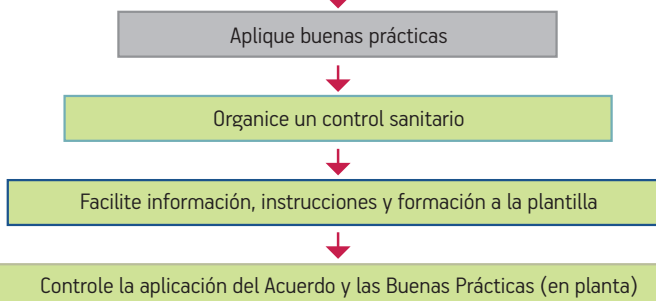 Aplique buenas prácticas
Organice un control sanitario
Facilite información, instrucciones y formación a la plantilla
Controle la aplicación del Acuerdo y las Buenas Prácticas (en planta)